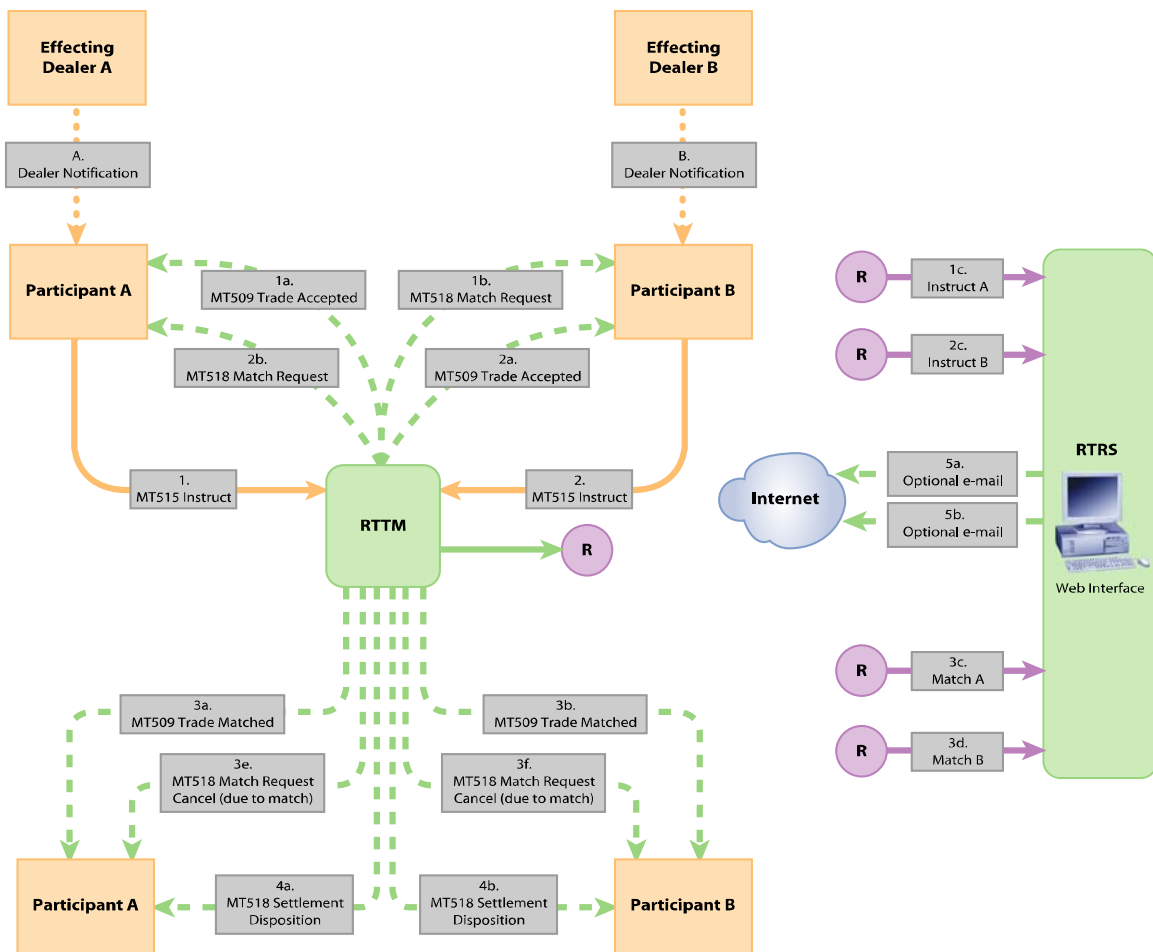 Effecting
Dealer A
Effecting
Dealer B
A.
Dealer Notification
B.
Dealer Notification
Participant A
1a.
MT509 Trade Accepted
1b.
MT518 Match Request
Participant B
R
1c.
Instruct A
2b.
MT518 Match Request
2a.
MT509 Trade Accepted
R
2c.
Instruct B
1.
MT515 Instruct
RTTM
2.
MT515 Instruct
R
Internet
5a.
Optional e-mail
5b.
Optional e-mail
RTRS
Web Interface
3a.
MT509 Trade Matched
3b.
MT509 Trade Matched
R
3c.
Match A
3e.
MT518 Match Request
Cancel (due to match)
3f.
MT518 Match Request
Cancel (due to match)
R
3d.
Match B
Participant A
4a.
MT518 Settlement
Disposition
4b.
MT518 Settlement
Disposition
Participant B